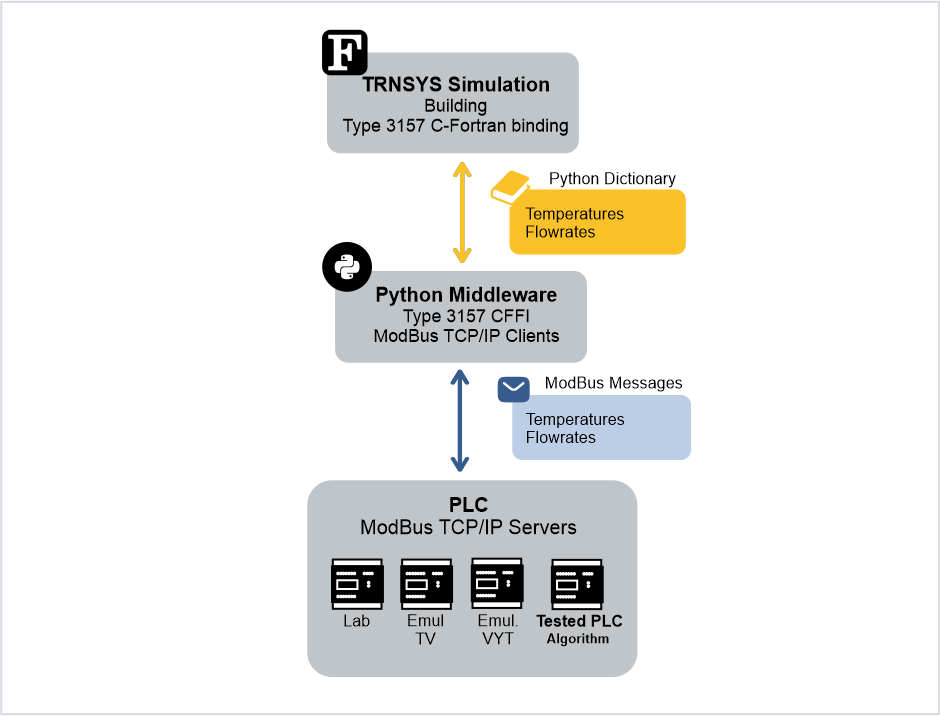 F
TRNSYS Simulation
Building
Type 3157 C-Fortran binding
Python Dictionary
Temperatures
Flowrates
Python Middleware
Type 3157 CFFI
ModBus TCP/IP Clients
ModBus Messages
Temperatures
Flowrates
PLC
ModBus TCP/IP Servers
Lab
Emul
TV
Emul.
VYT
Tested PLC
Algorithm